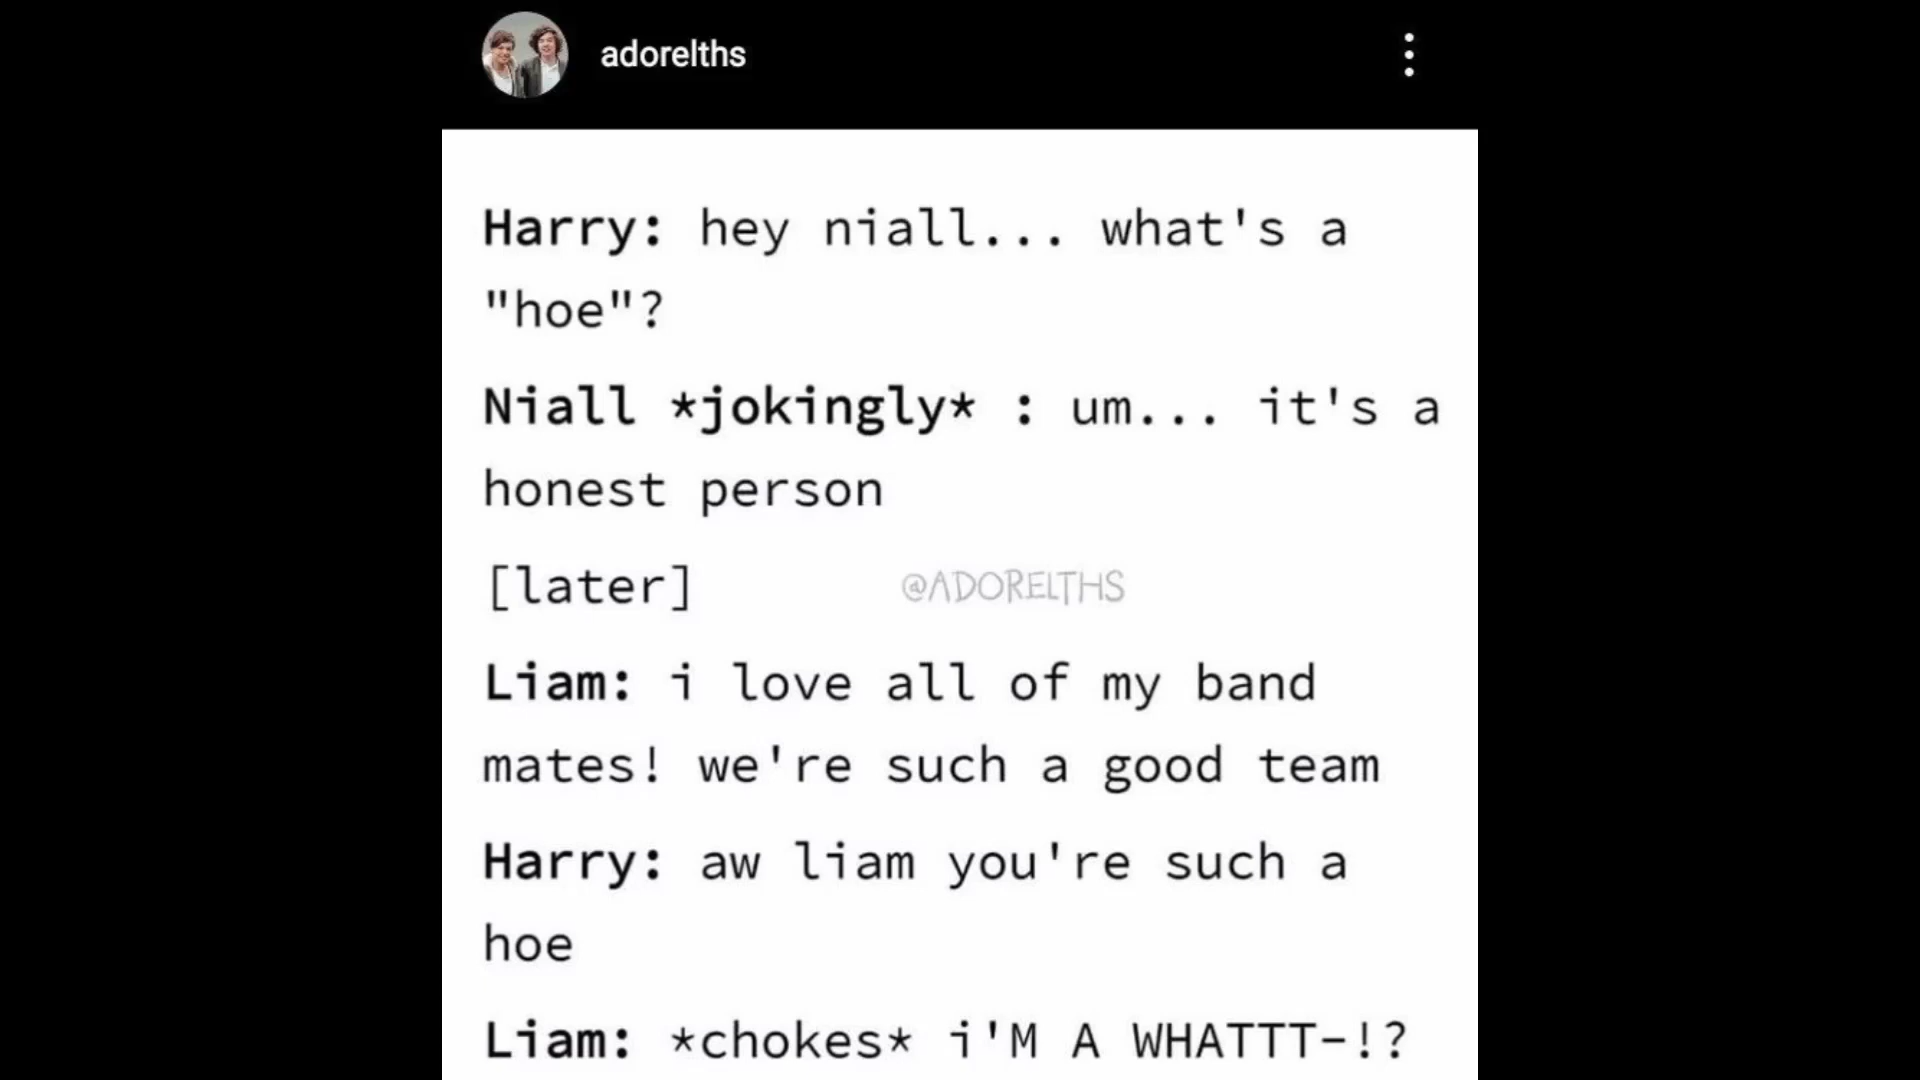 adorelths
Harry: hey niall... what's a
"hoe"?
Niall *jokingly* : um... it's a
honest person
[later]
@ADORELTHS
Liam: i love all of my band
mates! we're such a good team
Harry: aw liam you're such a
hoe
Liam: *chokes* i'M A WHATTT-!?